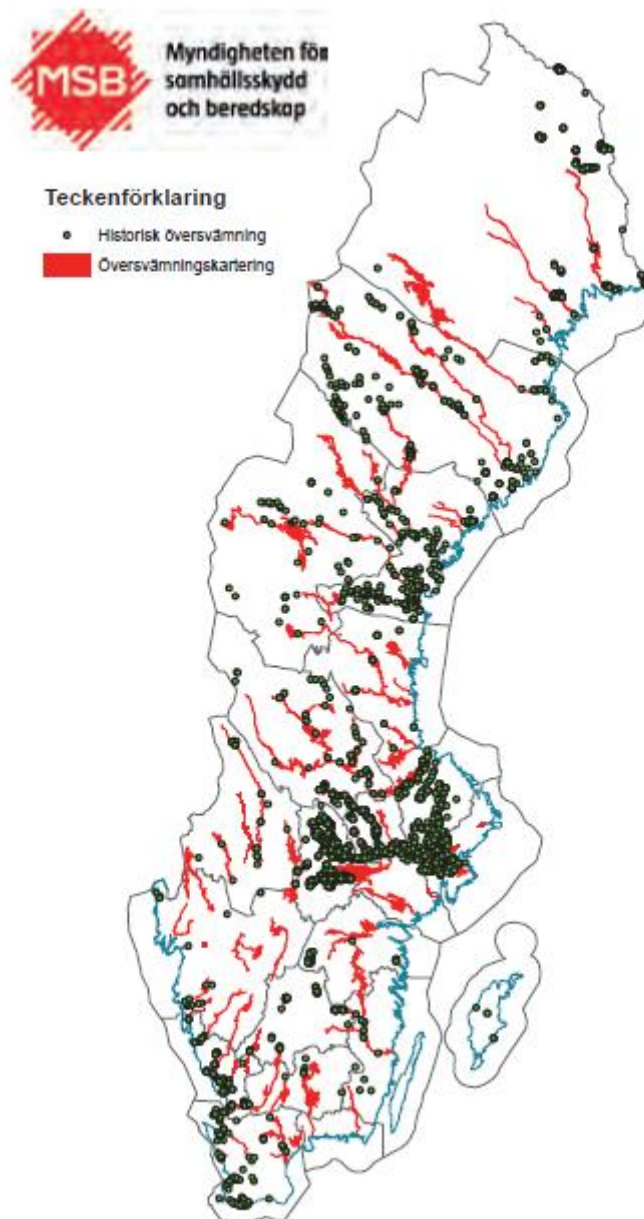 MSB
Myndigheten för
samhällsskydd
och beredskap
Teckenförklaring
Historisk översvämning
Översvämningskartering